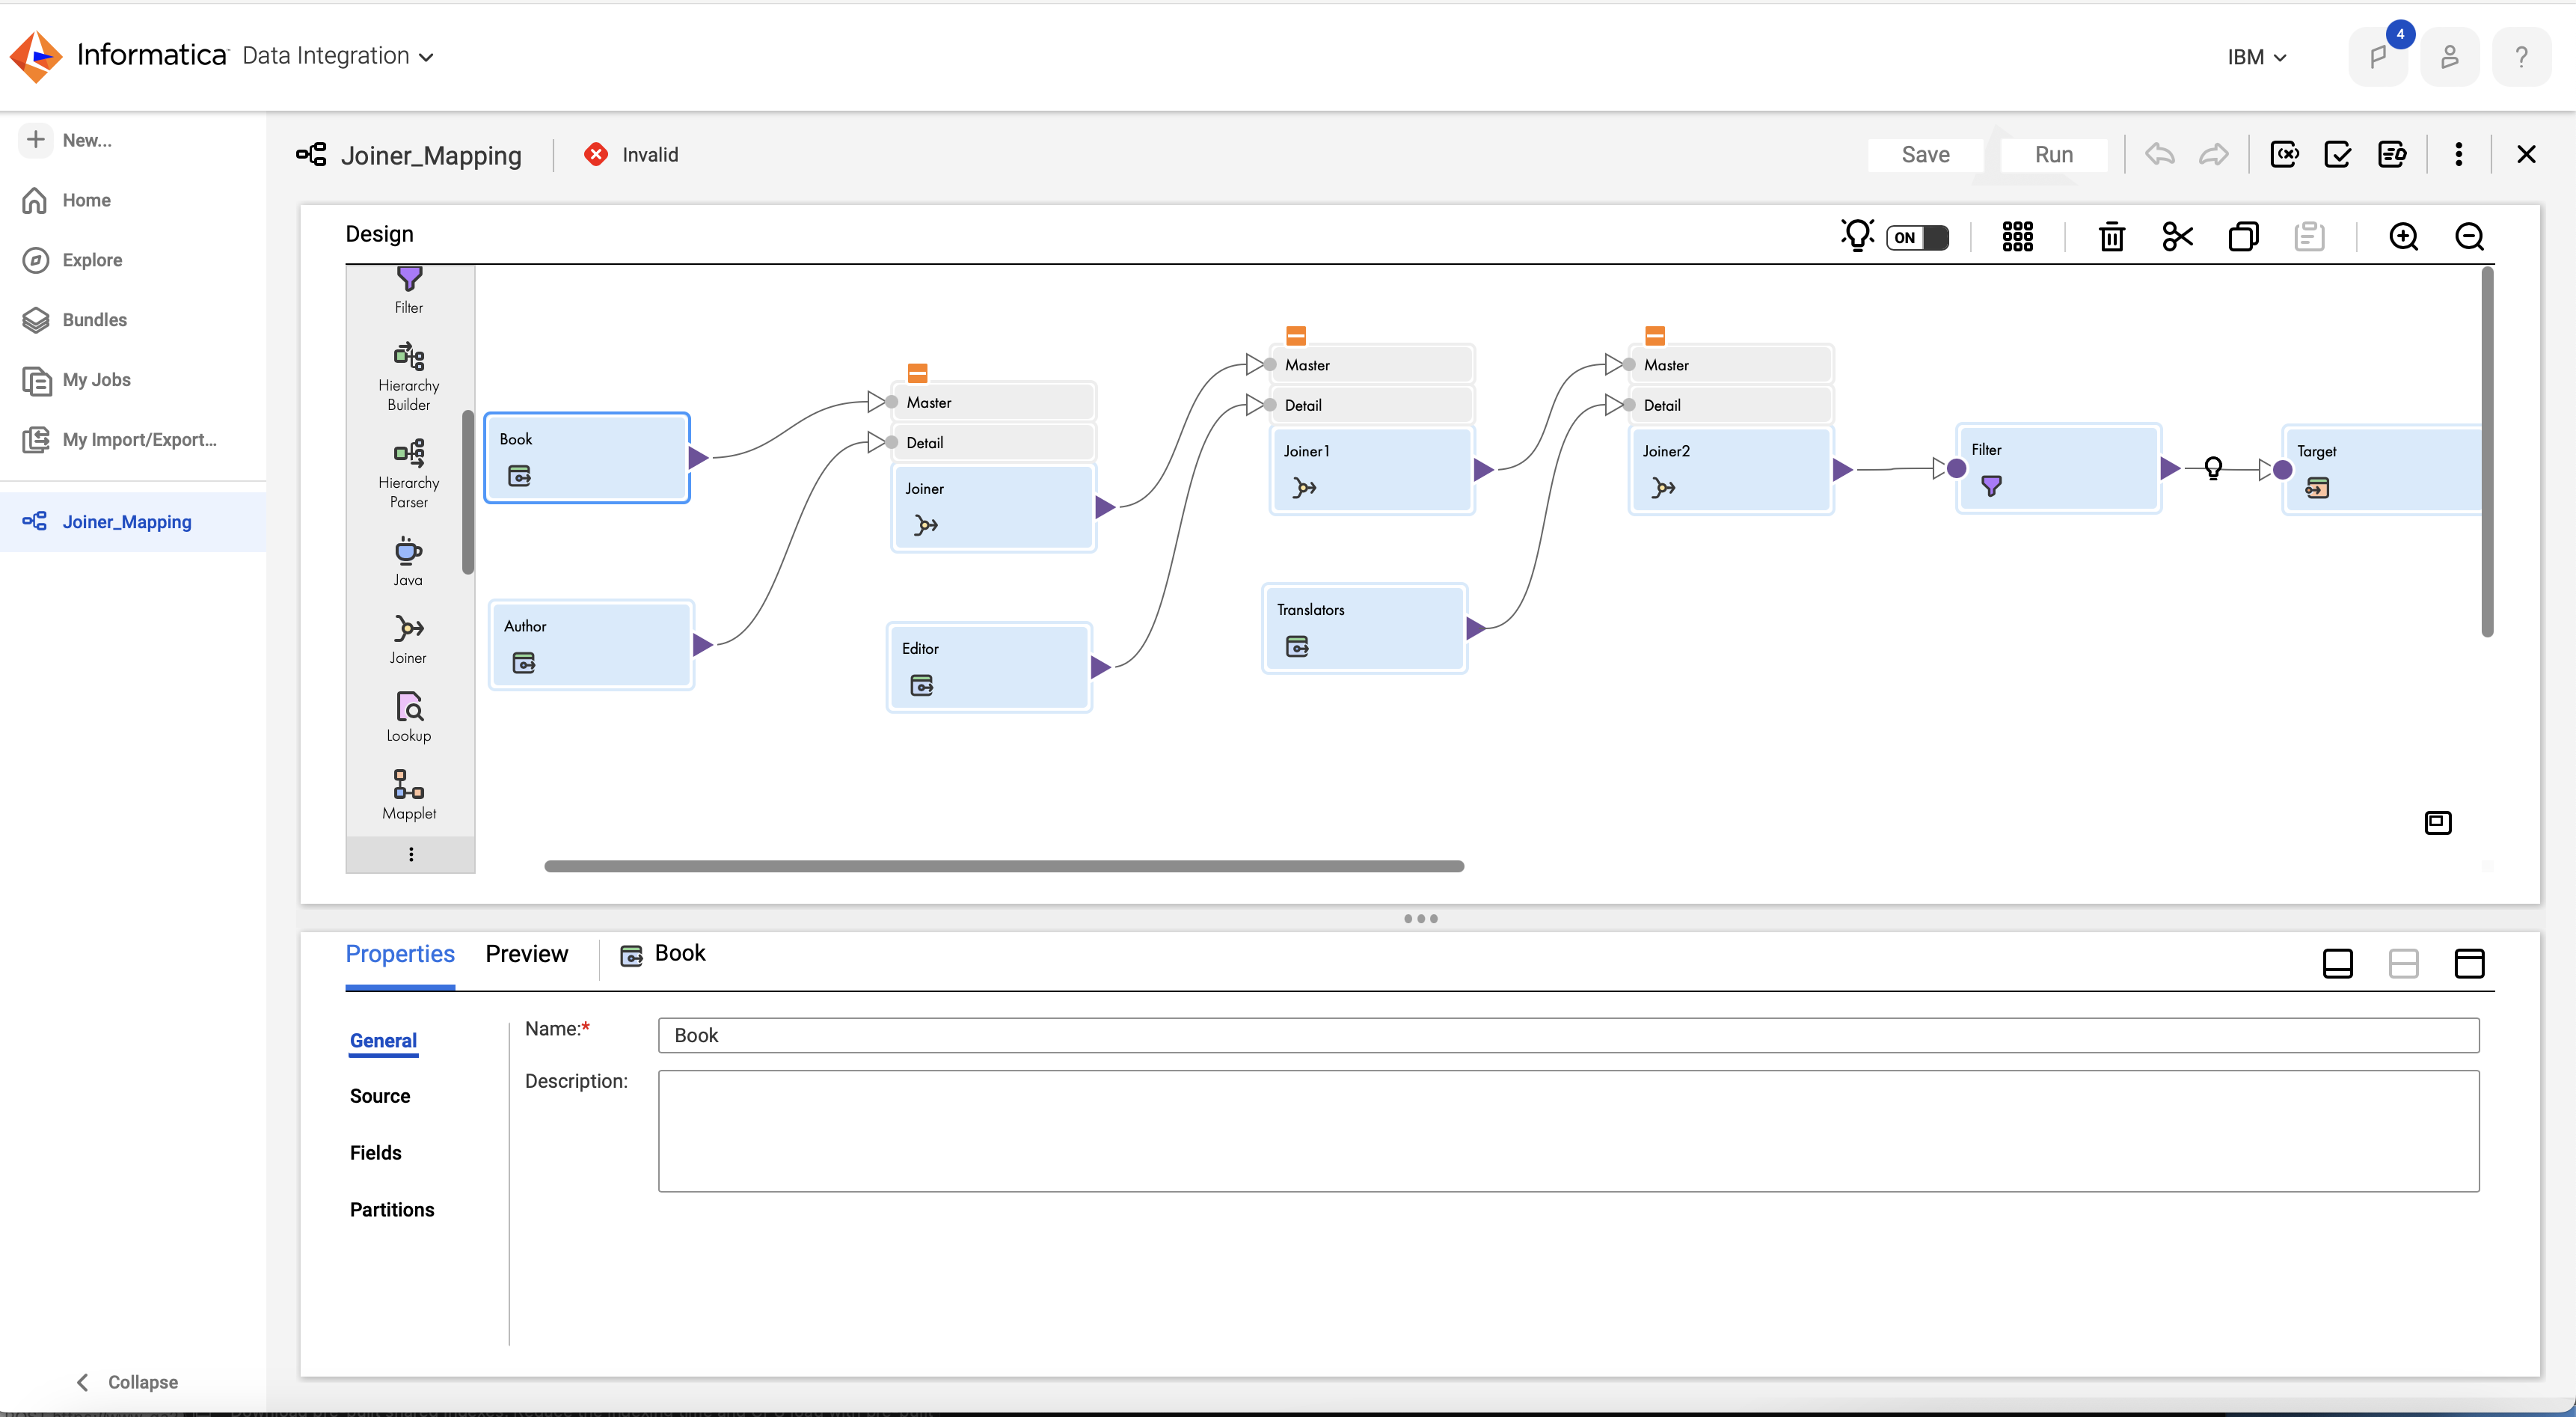 Informatica Data Integration
IBM
4
?
New...
Home
Explore
Bundles
My Jobs
My Import/Export...
Joiner_Mapping
Collapse
Joiner_Mapping
Invalid
Save
Run
Design
ON
Filter
Hierarchy
Builder
Hierarchy
Parser
Java
Joiner
Lookup
Mapplet
Book
Author
Master
Detail
Joiner
Editor
Master
Detail
Joiner1
Translators
Master
Detail
Joiner2
Filter
Target
Properties
Preview
Book
General
Source
Fields
Partitions
Name:*
Book
Description: